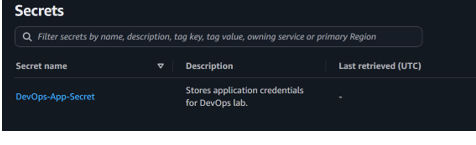 Secrets
Filter secrets by name, description, tag key, tag value, owning service or primary Region
Secret name Description Last retrieved (UTC)
DevOps-App-Secret Stores application credentials -
for DevOps lab.